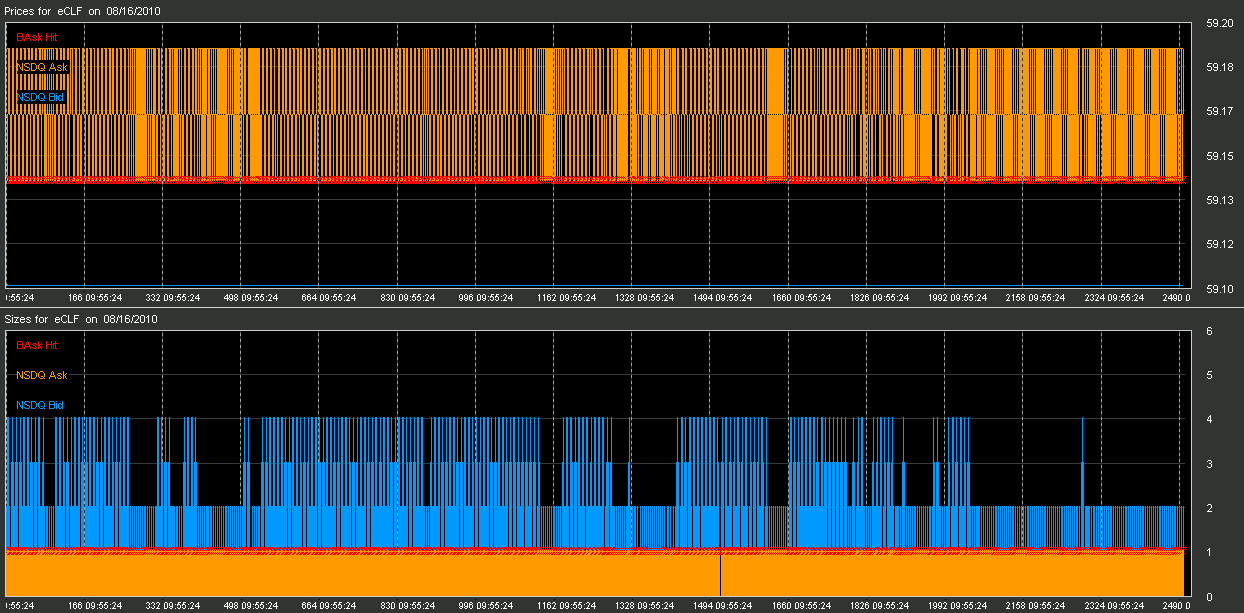 Prices for eCLF on 08/16/2010
59.20
BAsk Hit
NSDQ Ask
59.18
NSDQ Bid
59.17
59.15
59.13
59.12
59.10
:55:24 166 09:55:24 332 09:55:24 498 09:55:24 664 09:55:24 830 09:55:24 996 09:55:24 1162 09:55:24 1328 09:55:24 1494 09:55:24 1660 09:55:24 1826 09:55:24 1992 09:55:24 2158 09:55:24 2324 09:55:24 2490 0
Sizes for eCLF on 08/16/2010
6
BAsk Hit
NSDQ Ask
5
NSDQ Bid
4
3
2
1
0
:55:24 166 09:55:24 332 09:55:24 498 09:55:24 664 09:55:24 830 09:55:24 996 09:55:24 1162 09:55:24 1328 09:55:24 1494 09:55:24 1660 09:55:24 1826 09:55:24 1992 09:55:24 2158 09:55:24 2324 09:55:24 2490 0